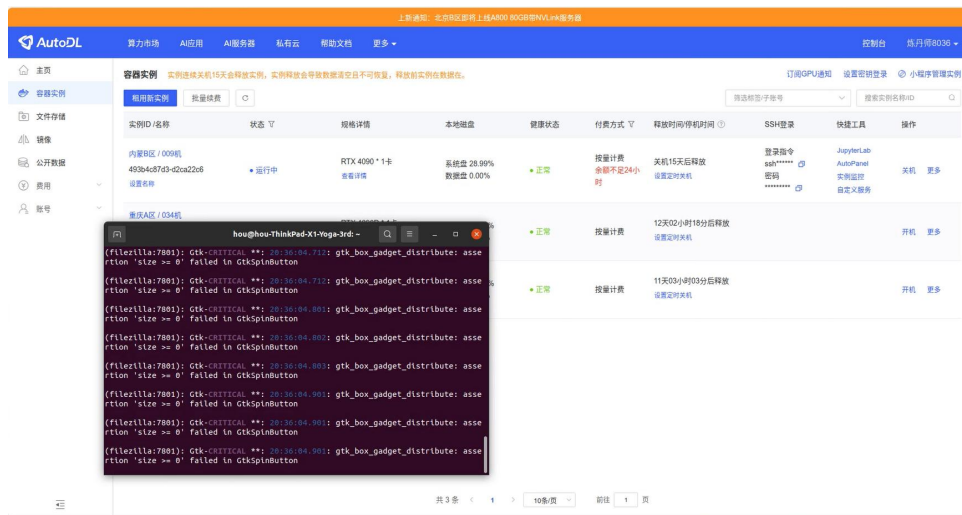 上新通知：北京B区即将上线A800 80GB带NVLink服务器
AutoDL 算力市场 AI应用 AI服务器 私有云 帮助文档 更多 控制台 炼丹师8036
主页
容器实例
文件存储
镜像
公开数据
费用
账号
容器实例 实例连续关机15天会释放实例，实例释放会导致数据清空且不可恢复，释放前实例在数据在。 订阅GPU通知 设置密钥登录 小程序管理实例
租用新实例 批量续费 筛选标签/子账号 搜索实例名称/ID
实例ID /名称 状态 规格详情 本地磁盘 健康状态 付费方式 释放时间/停机时间 SSH登录 快捷工具 操作
内蒙B区 / 009机
493b4c87d3-d2ca22c6
设置名称
运行中
RTX 4090 * 1卡
查看详情
系统盘 28.99%
数据盘 0.00%
正常
按量计费
余额不足24小
时
关机15天后释放
设置定时关机
登录指令
ssh******
密码
*********
JupyterLab
AutoPanel
实例监控
自定义服务
关机 更多
重庆A区 / 034机
正常 按量计费 12天02小时18分后释放 开机 更多
设置定时关机
正常 按量计费 11天03小时03分后释放 开机 更多
设置定时关机
hou@hou-ThinkPad-X1-Yoga-3rd: ~
(filezilla:7801): Gtk-CRITICAL **: 20:36:04.712: gtk_box_gadget_distribute: asse
rtion 'size >= 0' failed in GtkSpinButton
(filezilla:7801): Gtk-CRITICAL **: 20:36:04.712: gtk_box_gadget_distribute: asse
rtion 'size >= 0' failed in GtkSpinButton
(filezilla:7801): Gtk-CRITICAL **: 20:36:04.801: gtk_box_gadget_distribute: asse
rtion 'size >= 0' failed in GtkSpinButton
(filezilla:7801): Gtk-CRITICAL **: 20:36:04.802: gtk_box_gadget_distribute: asse
rtion 'size >= 0' failed in GtkSpinButton
(filezilla:7801): Gtk-CRITICAL **: 20:36:04.803: gtk_box_gadget_distribute: asse
rtion 'size >= 0' failed in GtkSpinButton
(filezilla:7801): Gtk-CRITICAL **: 20:36:04.901: gtk_box_gadget_distribute: asse
rtion 'size >= 0' failed in GtkSpinButton
(filezilla:7801): Gtk-CRITICAL **: 20:36:04.901: gtk_box_gadget_distribute: asse
rtion 'size >= 0' failed in GtkSpinButton
(filezilla:7801): Gtk-CRITICAL **: 20:36:04.901: gtk_box_gadget_distribute: asse
rtion 'size >= 0' failed in GtkSpinButton
共 3 条 1 10条/页 前往 1 页